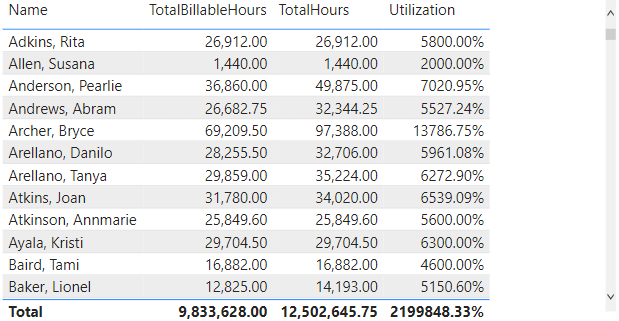 Name TotalBillableHours TotalHours Utilization
Adkins, Rita 26,912.00 26,912.00 5800.00%
Allen, Susana 1,440.00 1,440.00 2000.00%
Anderson, Pearlie 36,860.00 49,875.00 7020.95%
Andrews, Abram 26,682.75 32,344.25 5527.24%
Archer, Bryce 69,209.50 97,388.00 13786.75%
Arellano, Danilo 28,255.50 32,706.00 5961.08%
Arellano, Tanya 29,859.00 35,224.00 6272.90%
Atkins, Joan 31,780.00 34,020.00 6539.09%
Atkinson, Annmarie 25,849.60 25,849.60 5600.00%
Ayala, Kristi 29,704.50 29,704.50 6300.00%
Baird, Tami 16,882.00 16,882.00 4600.00%
Baker, Lionel 12,825.00 14,193.00 5150.60%
Total 9,833,628.00 12,502,645.75 2199848.33%